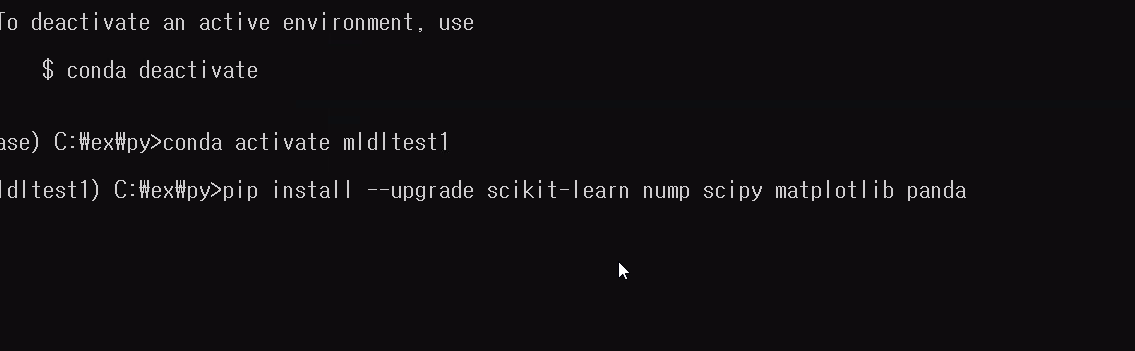 To deactivate an active environment, use
$ conda deactivate
ase) C:₩ex₩py>conda activate mldltest1
ldltest1) C:₩ex₩py>pip install --upgrade scikit-learn nump scipy matplotlib panda